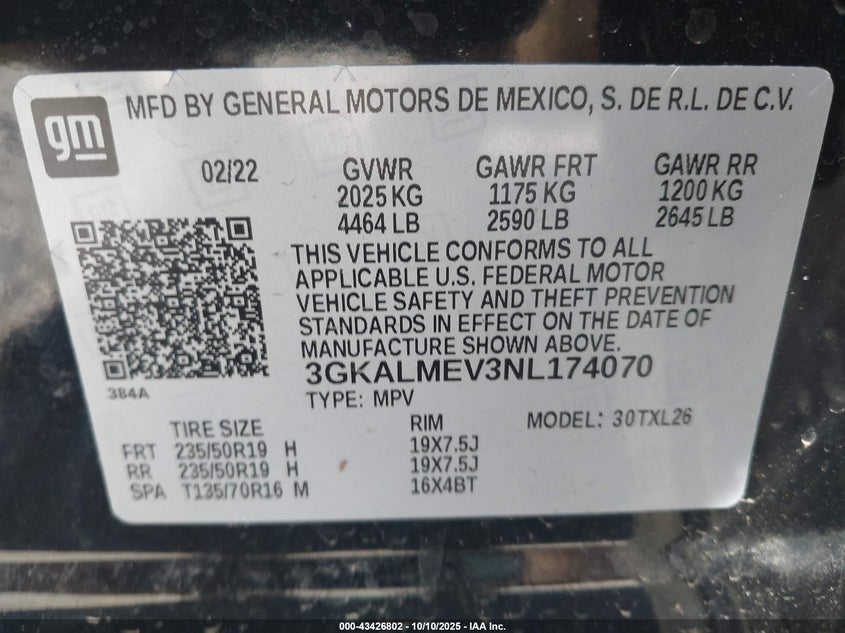 gm
MFD BY GENERAL MOTORS DE MEXICO, S. DE R.L. DE C.V.
02/22 GVWR GAWR FRT GAWR RR
2025 KG 1175 KG 1200 KG
4464 LB 2590 LB 2645 LB
THIS VEHICLE CONFORMS TO ALL
APPLICABLE U.S. FEDERAL MOTOR
VEHICLE SAFETY AND THEFT PREVENTION
STANDARDS IN EFFECT ON THE DATE OF
MANUFACTURE SHOWN ABOVE.
3GKALMEV3NL174070
384A
TYPE: MPV
TIRE SIZE RIM MODEL: 30TXL26
FRT 235/50R19 H 19X7.5J
RR 235/50R19 H 19X7.5J
SPA T135/70R16 M 16X4BT
000-43426802 - 10/10/2025 - IAA Inc.